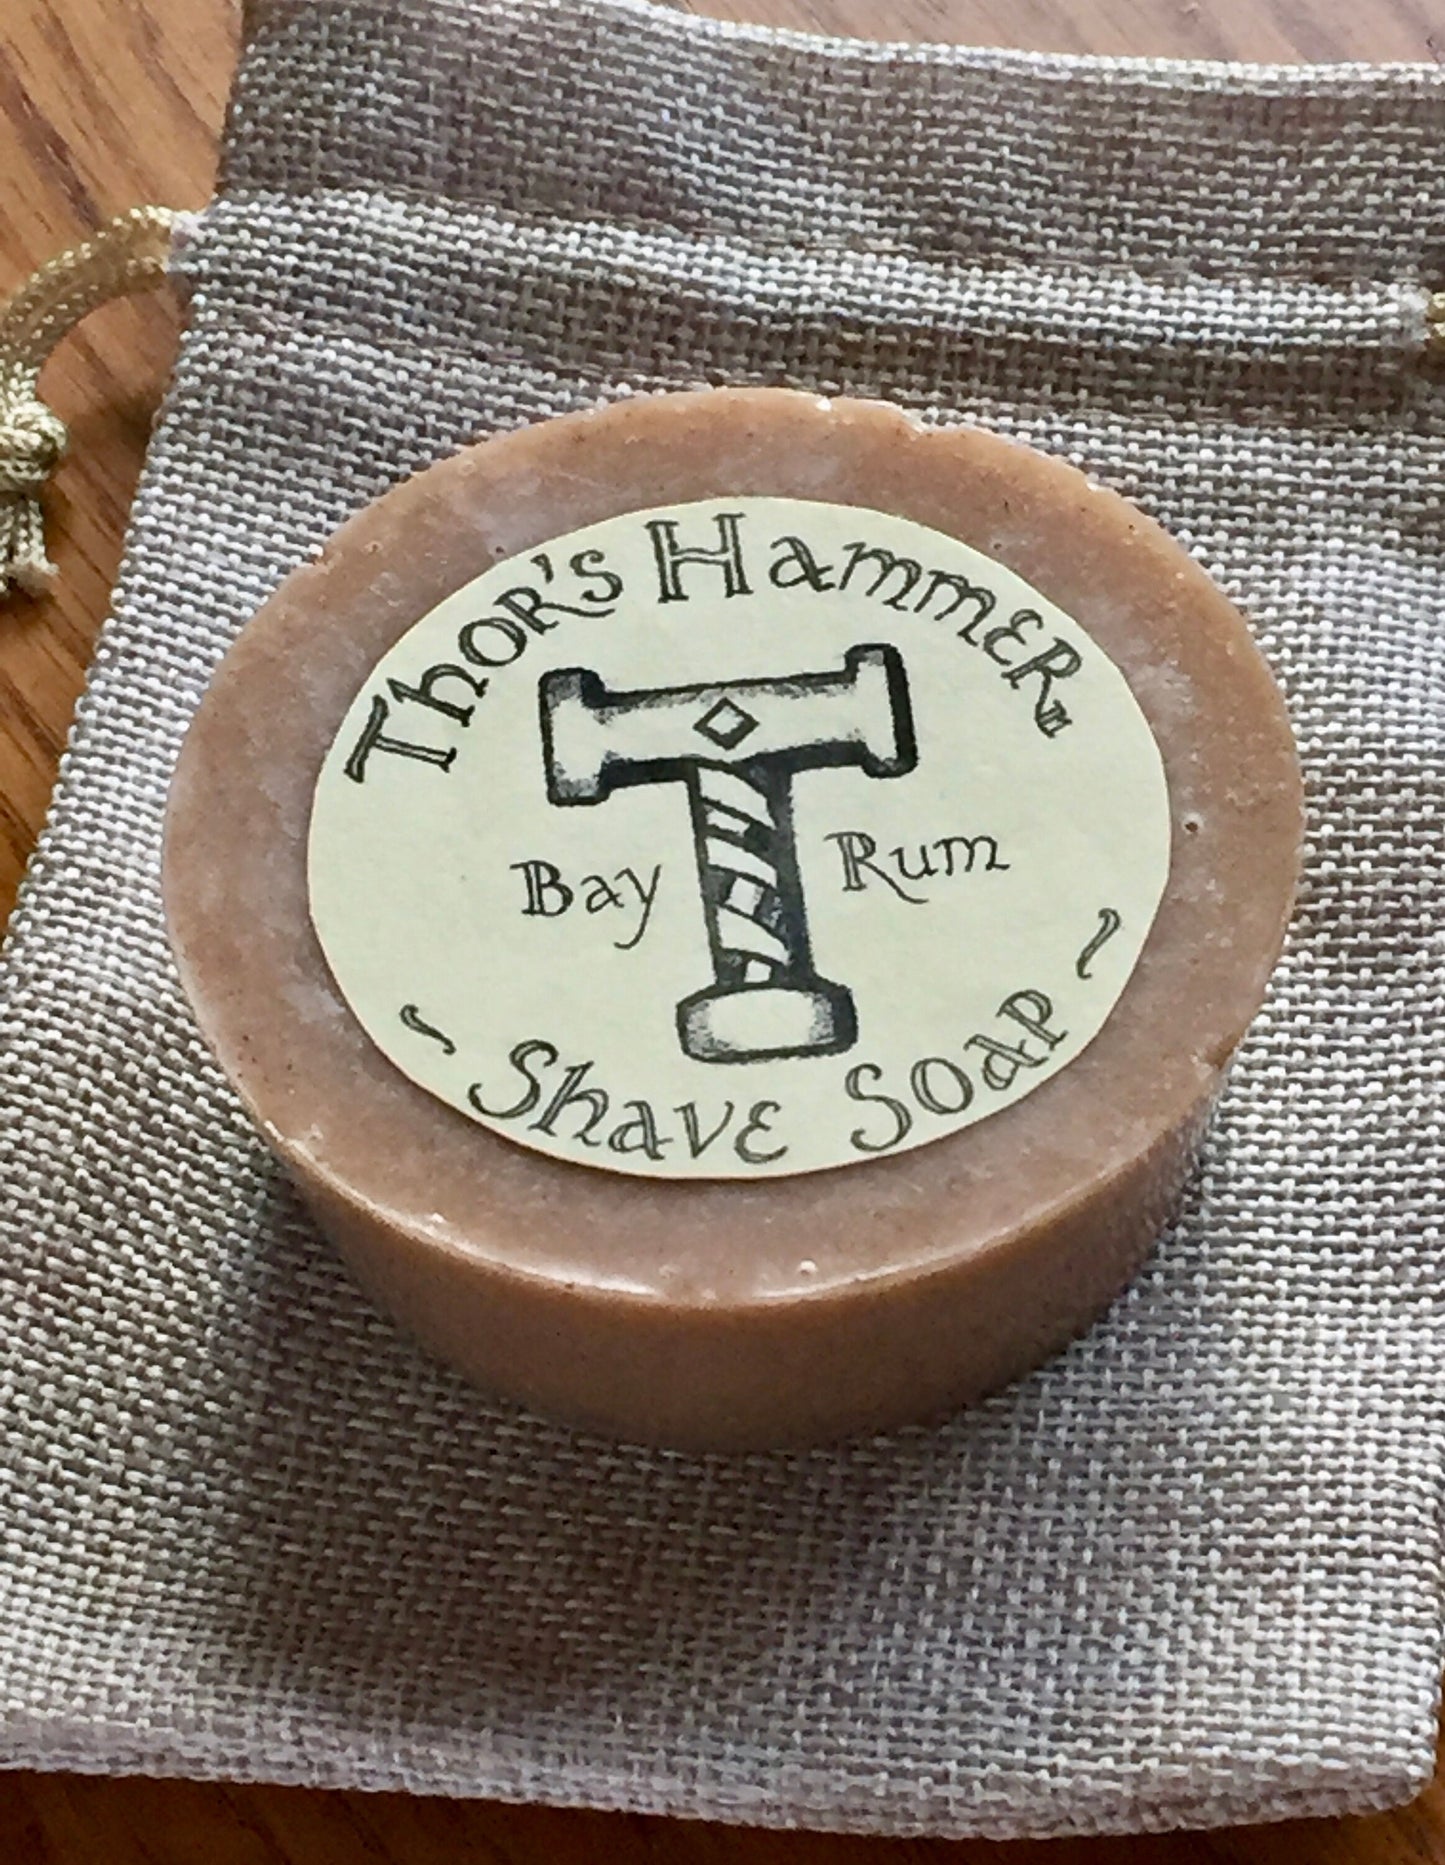 Thor's Hammer
Bay Rum
~ Shave Soap ~